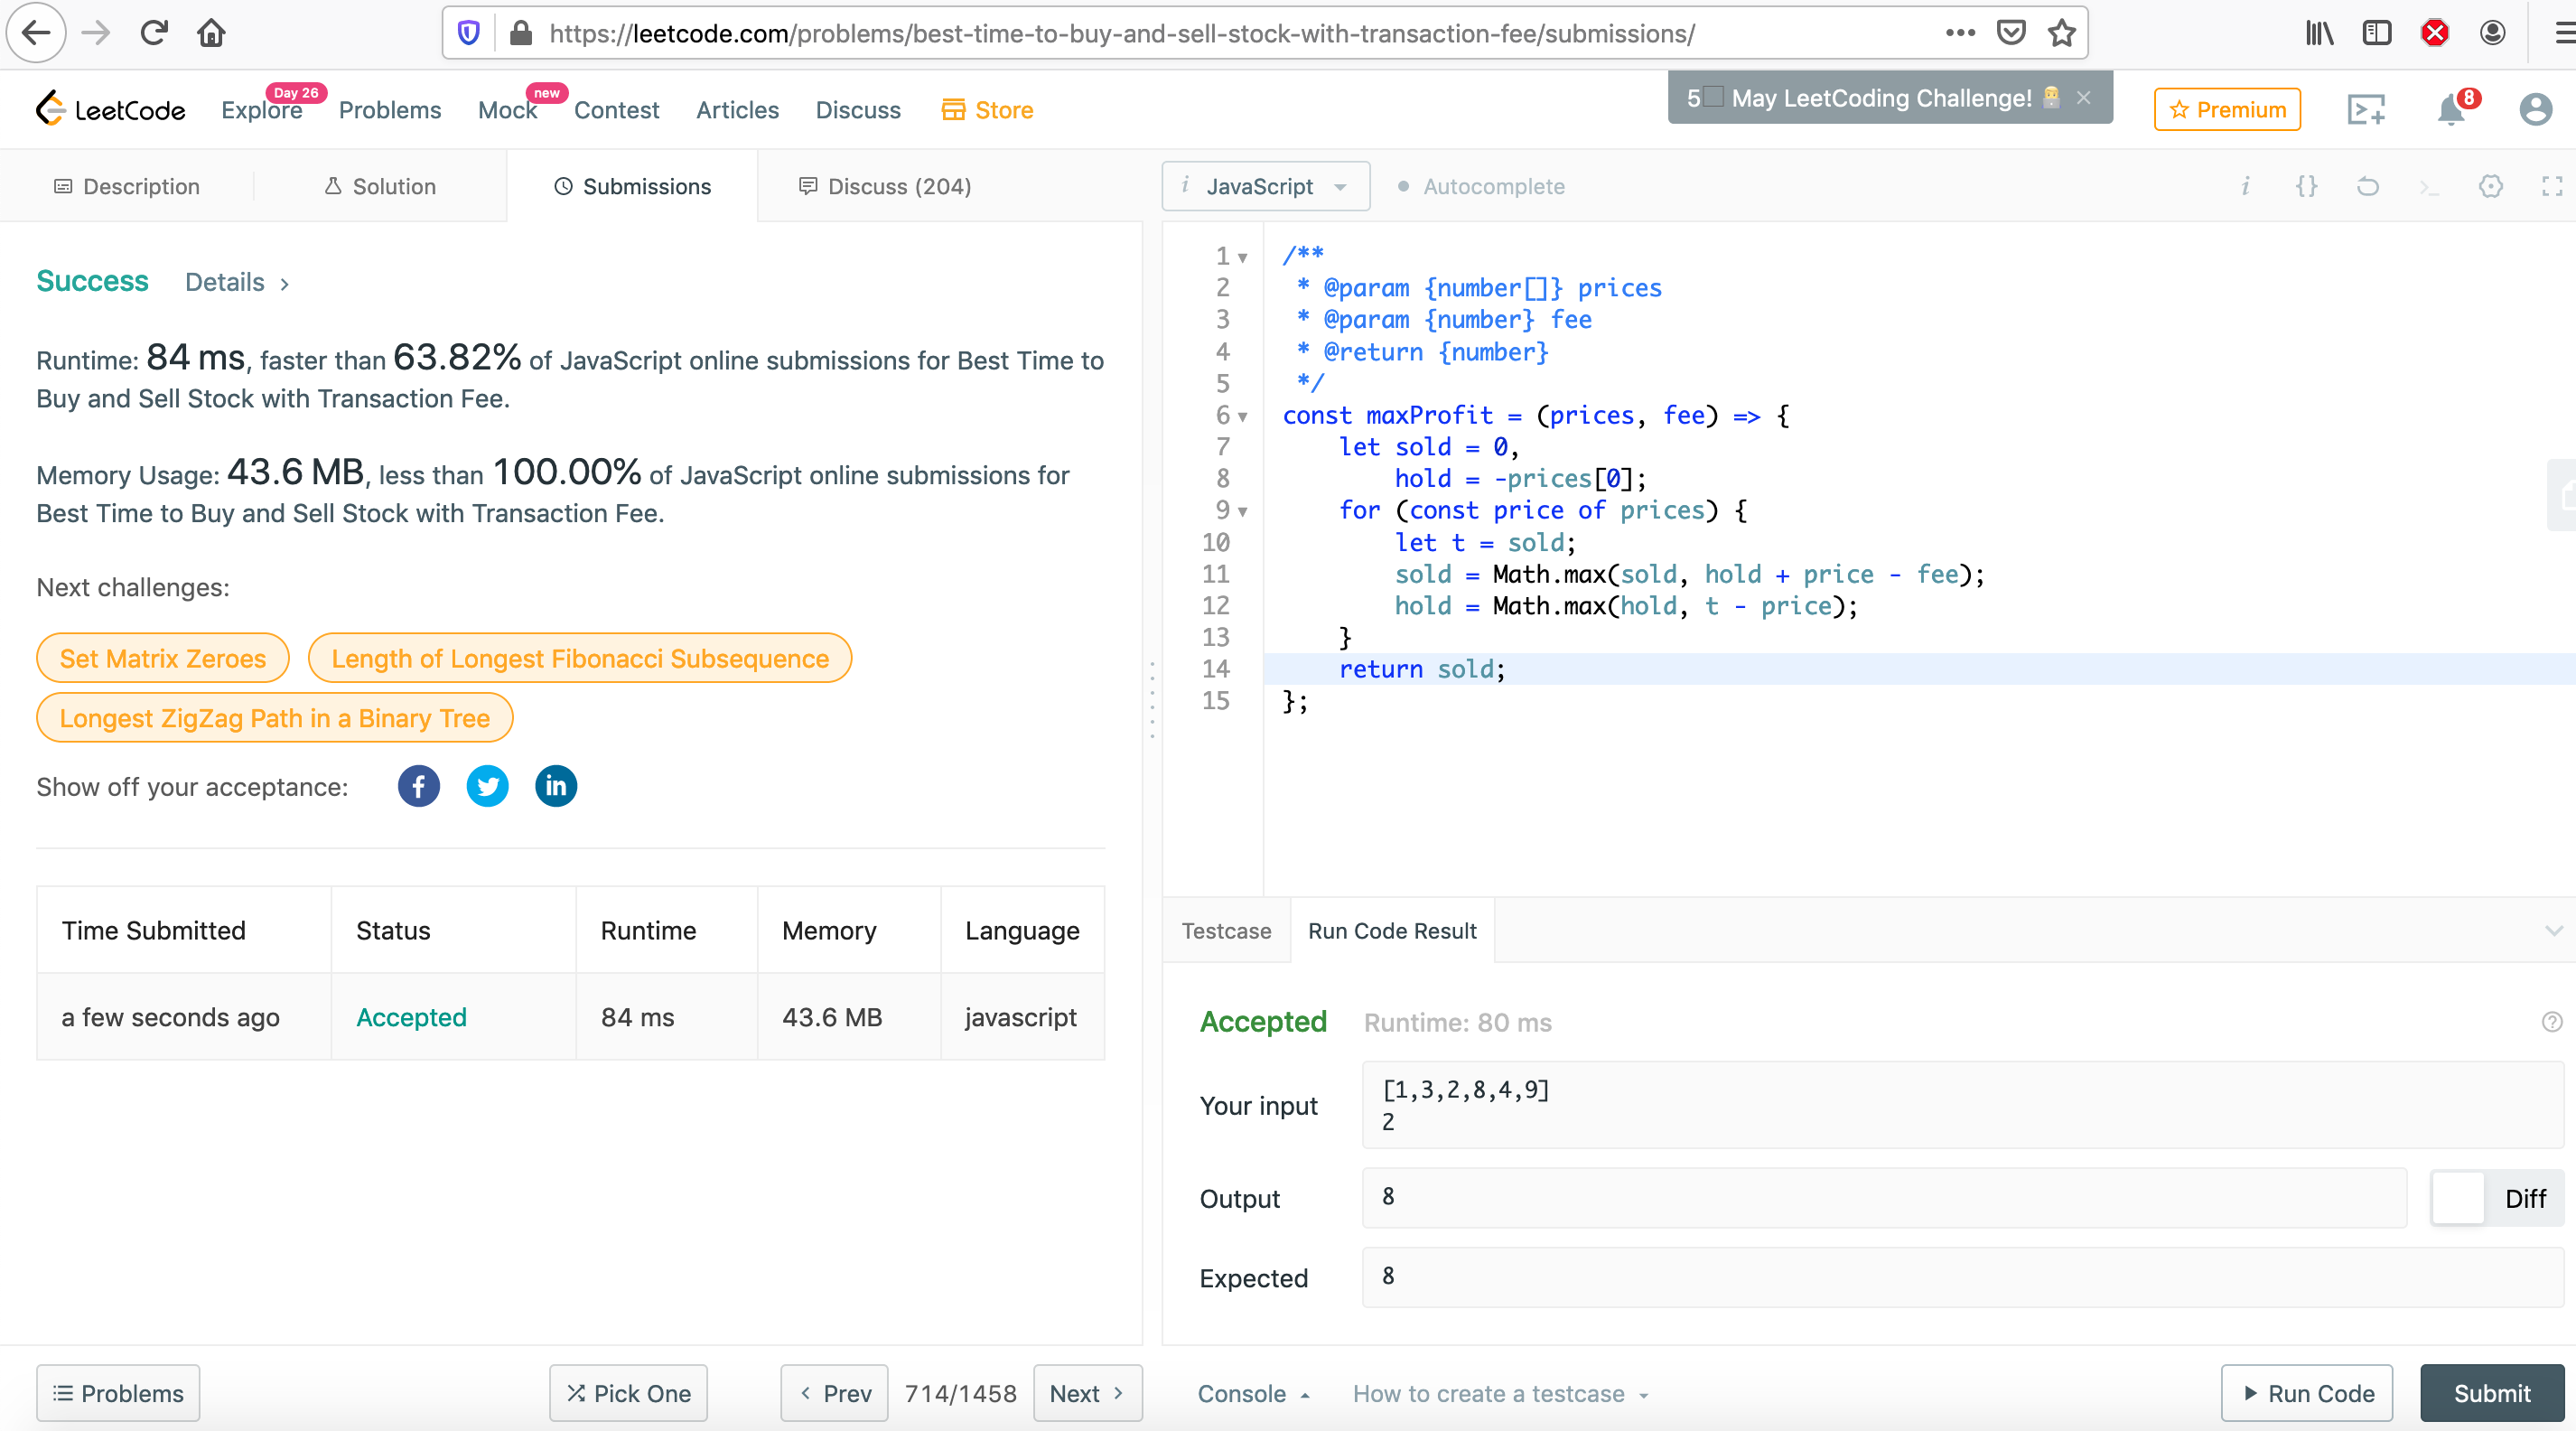 https://leetcode.com/problems/best-time-to-buy-and-sell-stock-with-transaction-fee/submissions/
LeetCode Explore Day 26 Problems Mock new Contest Articles Discuss Store 5 May LeetCoding Challenge! Premium 8
Description Solution Submissions Discuss (204)
i JavaScript Autocomplete i {}
Success Details >
Runtime: 84 ms, faster than 63.82% of JavaScript online submissions for Best Time to
Buy and Sell Stock with Transaction Fee.
Memory Usage: 43.6 MB, less than 100.00% of JavaScript online submissions for
Best Time to Buy and Sell Stock with Transaction Fee.
Next challenges:
Set Matrix Zeroes Length of Longest Fibonacci Subsequence
Longest ZigZag Path in a Binary Tree
Show off your acceptance: f in
Time Submitted Status Runtime Memory Language
a few seconds ago Accepted 84 ms 43.6 MB javascript
1 /**
2 * @param {number[]} prices
3 * @param {number} fee
4 * @return {number}
5 */
6 const maxProfit = (prices, fee) => {
7 let sold = 0,
8 hold = -prices[0];
9 for (const price of prices) {
10 let t = sold;
11 sold = Math.max(sold, hold + price - fee);
12 hold = Math.max(hold, t - price);
13 }
14 return sold;
15 };
Testcase Run Code Result
Accepted Runtime: 80 ms
Your input
[1,3,2,8,4,9]
2
Output 8 Diff
Expected 8
Problems Pick One Prev 714/1458 Next Console How to create a testcase Run Code Submit